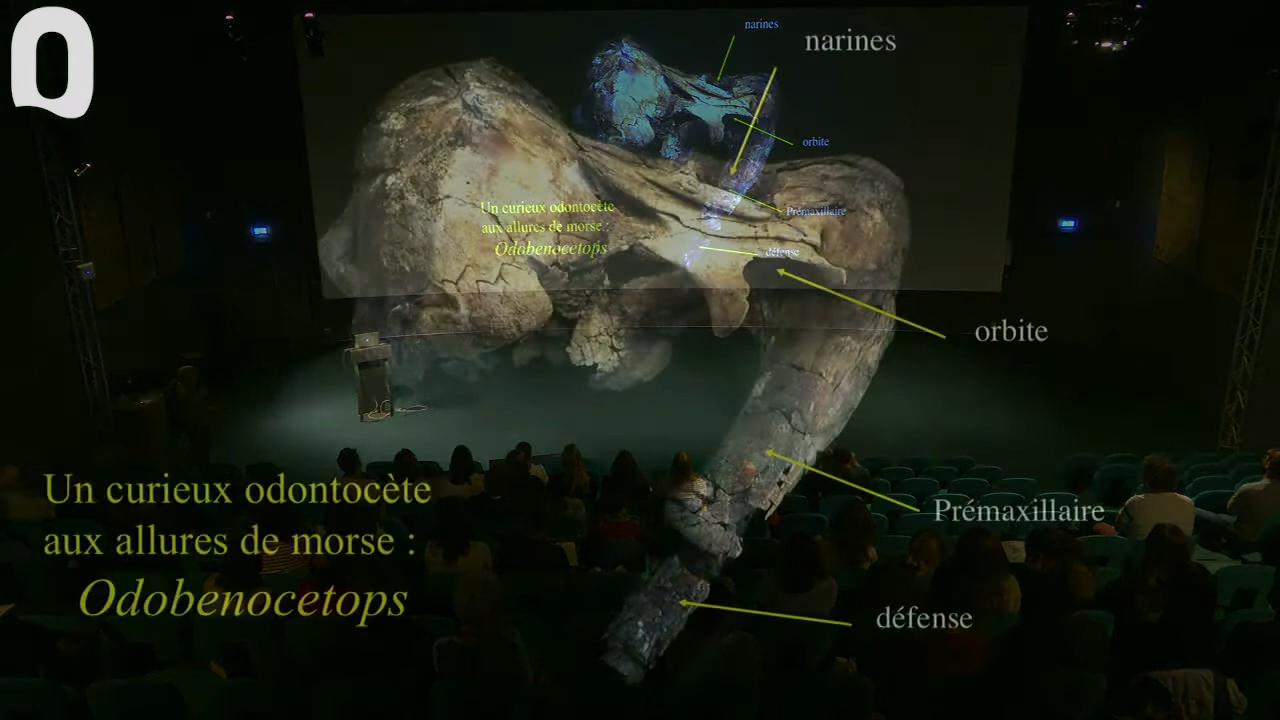 Q
narines
narines
orbite
Prémaxillaire
Un curieux odontocète
aux allures de morse :
Odobenocetops
défense
orbite
Un curieux odontocète
aux allures de morse :
Odobenocetops
Prémaxillaire
défense